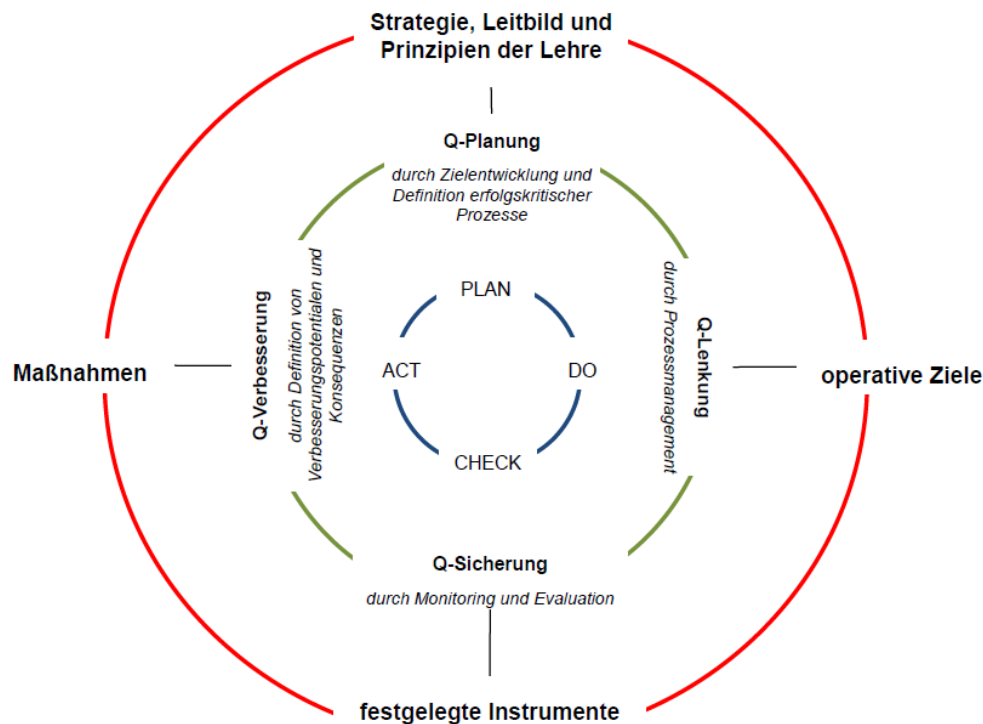 Strategie, Leitbild und
Prinzipien der Lehre
Q-Planung
durch Zielentwicklung und
Definition erfolgskritischer
Prozesse
Maßnahmen
Q-Verbesserung
durch Definition von
Verbesserungspotentialen und
Konsequenzen
PLAN
ACT
DO
CHECK
Q-Lenkung
durch Prozessmanagement
operative Ziele
Q-Sicherung
durch Monitoring und Evaluation
festgelegte Instrumente